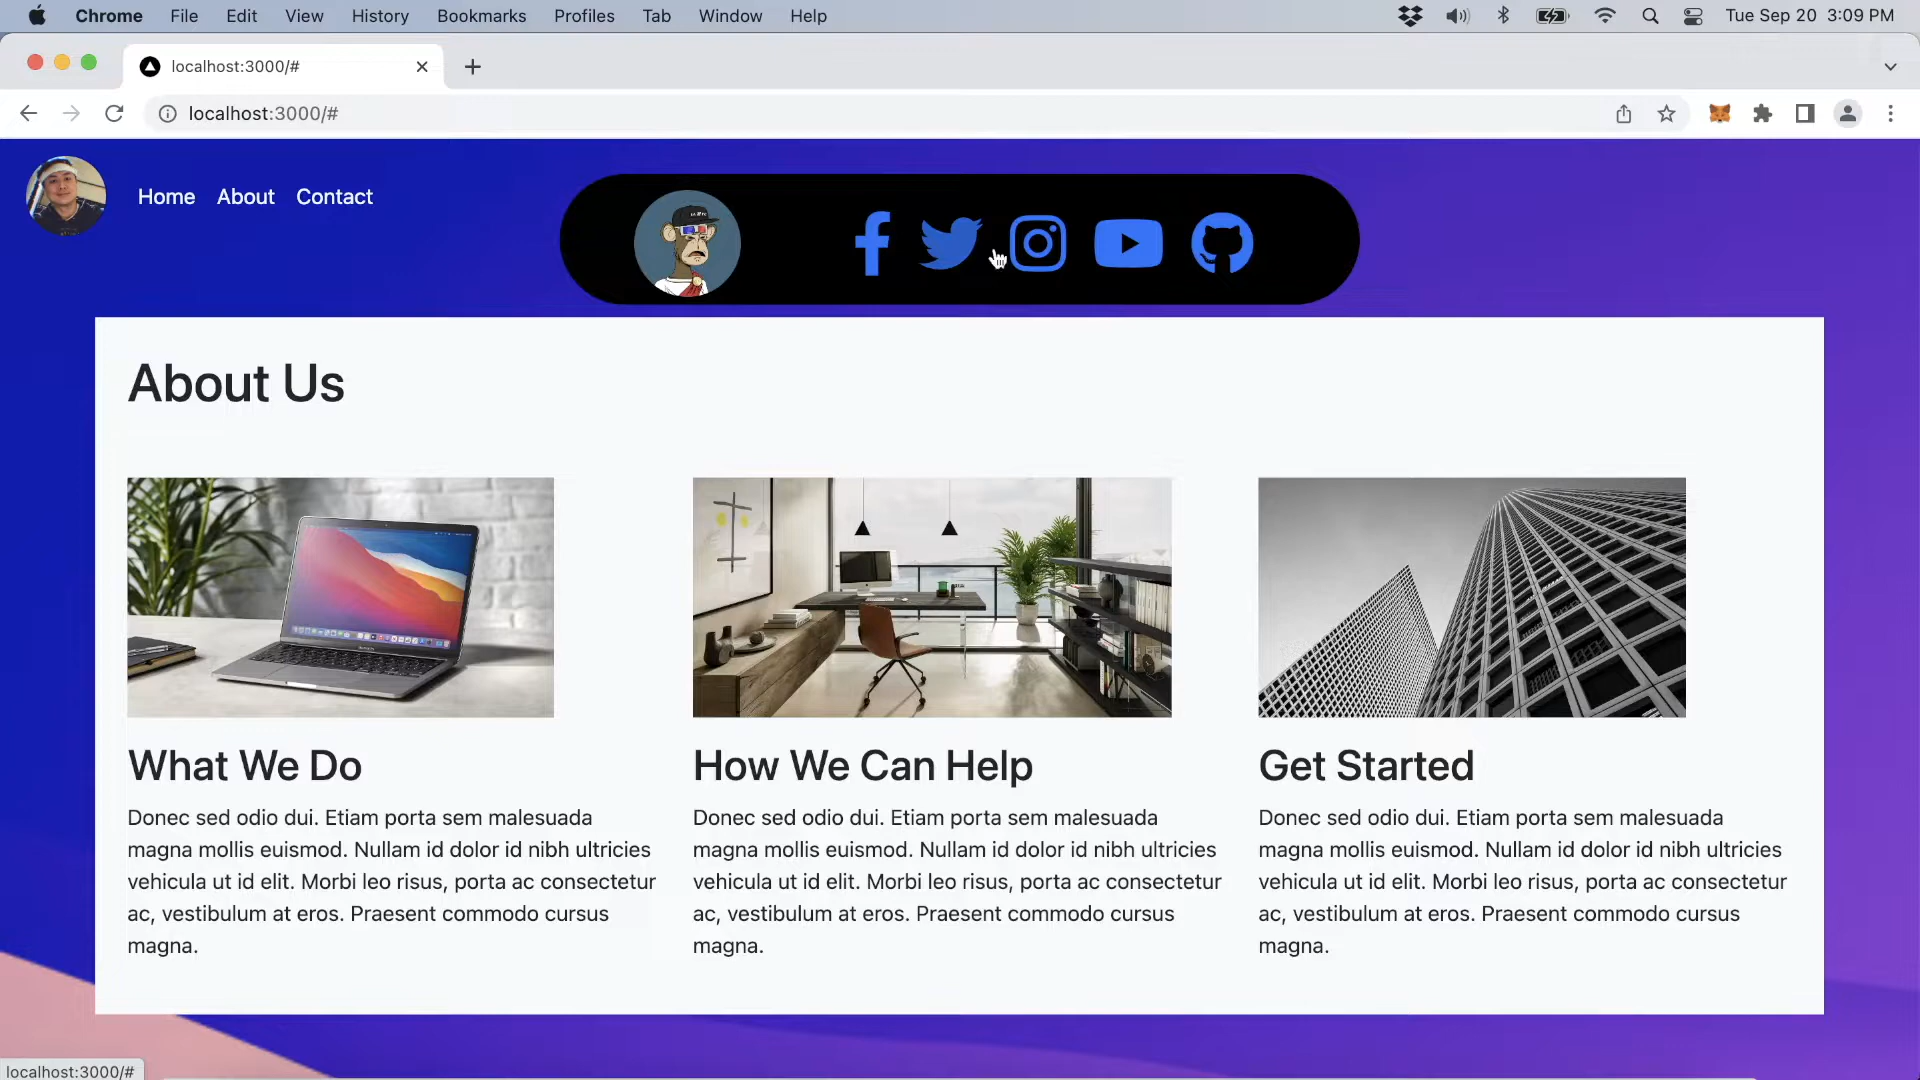 Chrome File Edit View History Bookmarks Profiles Tab Window Help Tue Sep 20 3:09 PM
localhost:3000/#
localhost:3000/#
Home About Contact
About Us
What We Do
Donec sed odio dui. Etiam porta sem malesuada
magna mollis euismod. Nullam id dolor id nibh ultricies
vehicula ut id elit. Morbi leo risus, porta ac consectetur
ac, vestibulum at eros. Praesent commodo cursus
magna.
How We Can Help
Donec sed odio dui. Etiam porta sem malesuada
magna mollis euismod. Nullam id dolor id nibh ultricies
vehicula ut id elit. Morbi leo risus, porta ac consectetur
ac, vestibulum at eros. Praesent commodo cursus
magna.
Get Started
Donec sed odio dui. Etiam porta sem malesuada
magna mollis euismod. Nullam id dolor id nibh ultricies
vehicula ut id elit. Morbi leo risus, porta ac consectetur
ac, vestibulum at eros. Praesent commodo cursus
magna.
localhost:3000/#